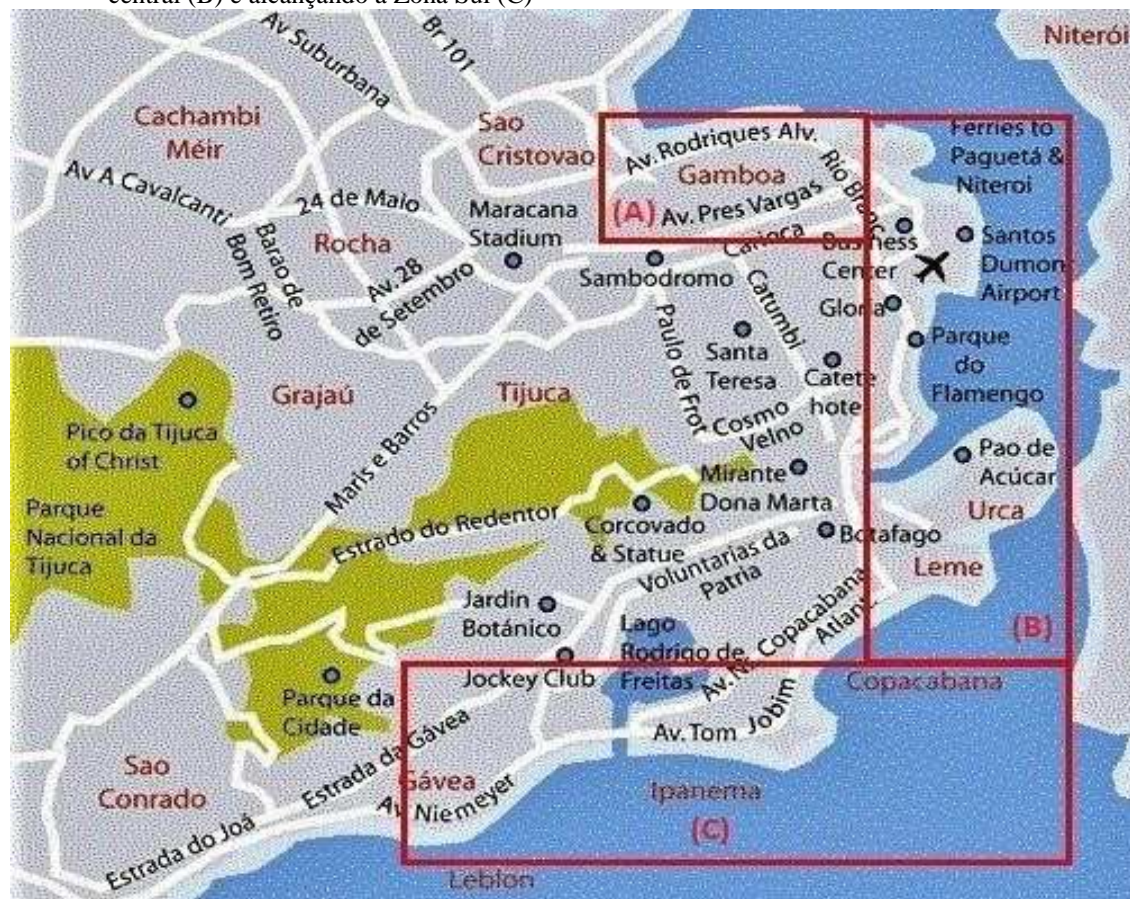 central (B) e alcançando a Zona Sul (C)
Niterói
Av Suburbana
Br 101
Cachambi
Méir
Sao
Cristovao
Av. Rodriques Alv.
Ferries to
Paguetá &
Niteroi
Gamboa
Rio Branc
Av A Cavalcanti
24 de Maio
Maracana
Stadium
(A)
Av. Pres Vargas
Rocha
Barao de
Bom Retiro
Av. 28
de Setembro
Sambodromo
Carioca
Business
Center
Santos
Dumon
Airport
Catumbi
Gloria
Paulo de Frot
Santa
Teresa
Catete
hote
Parque
do
Flamengo
Grajaú
Tijuca
Pico da Tijuca
of Christ
Maris e Barros
Cosmo
Velno
Mirante
Dona Marta
Pao de
Acúcar
Urca
Parque
Nacional da
Tijuca
Estrado do Redentor
Corcovado
& Statue
Voluntarias da
Patria
Botafago
Leme
Jardin
Botánico
Lago
Rodrigo de
Freitas
Av. N. Copacabana
Atlant
(B)
Jockey Club
Copacabana
Parque da
Cidade
Estrada da Gávea
Av. Tom Jobim
Sao
Conrado
Gávea
Av Niemeyer
Ipanema
(C)
Estrada do Joá
Leblon